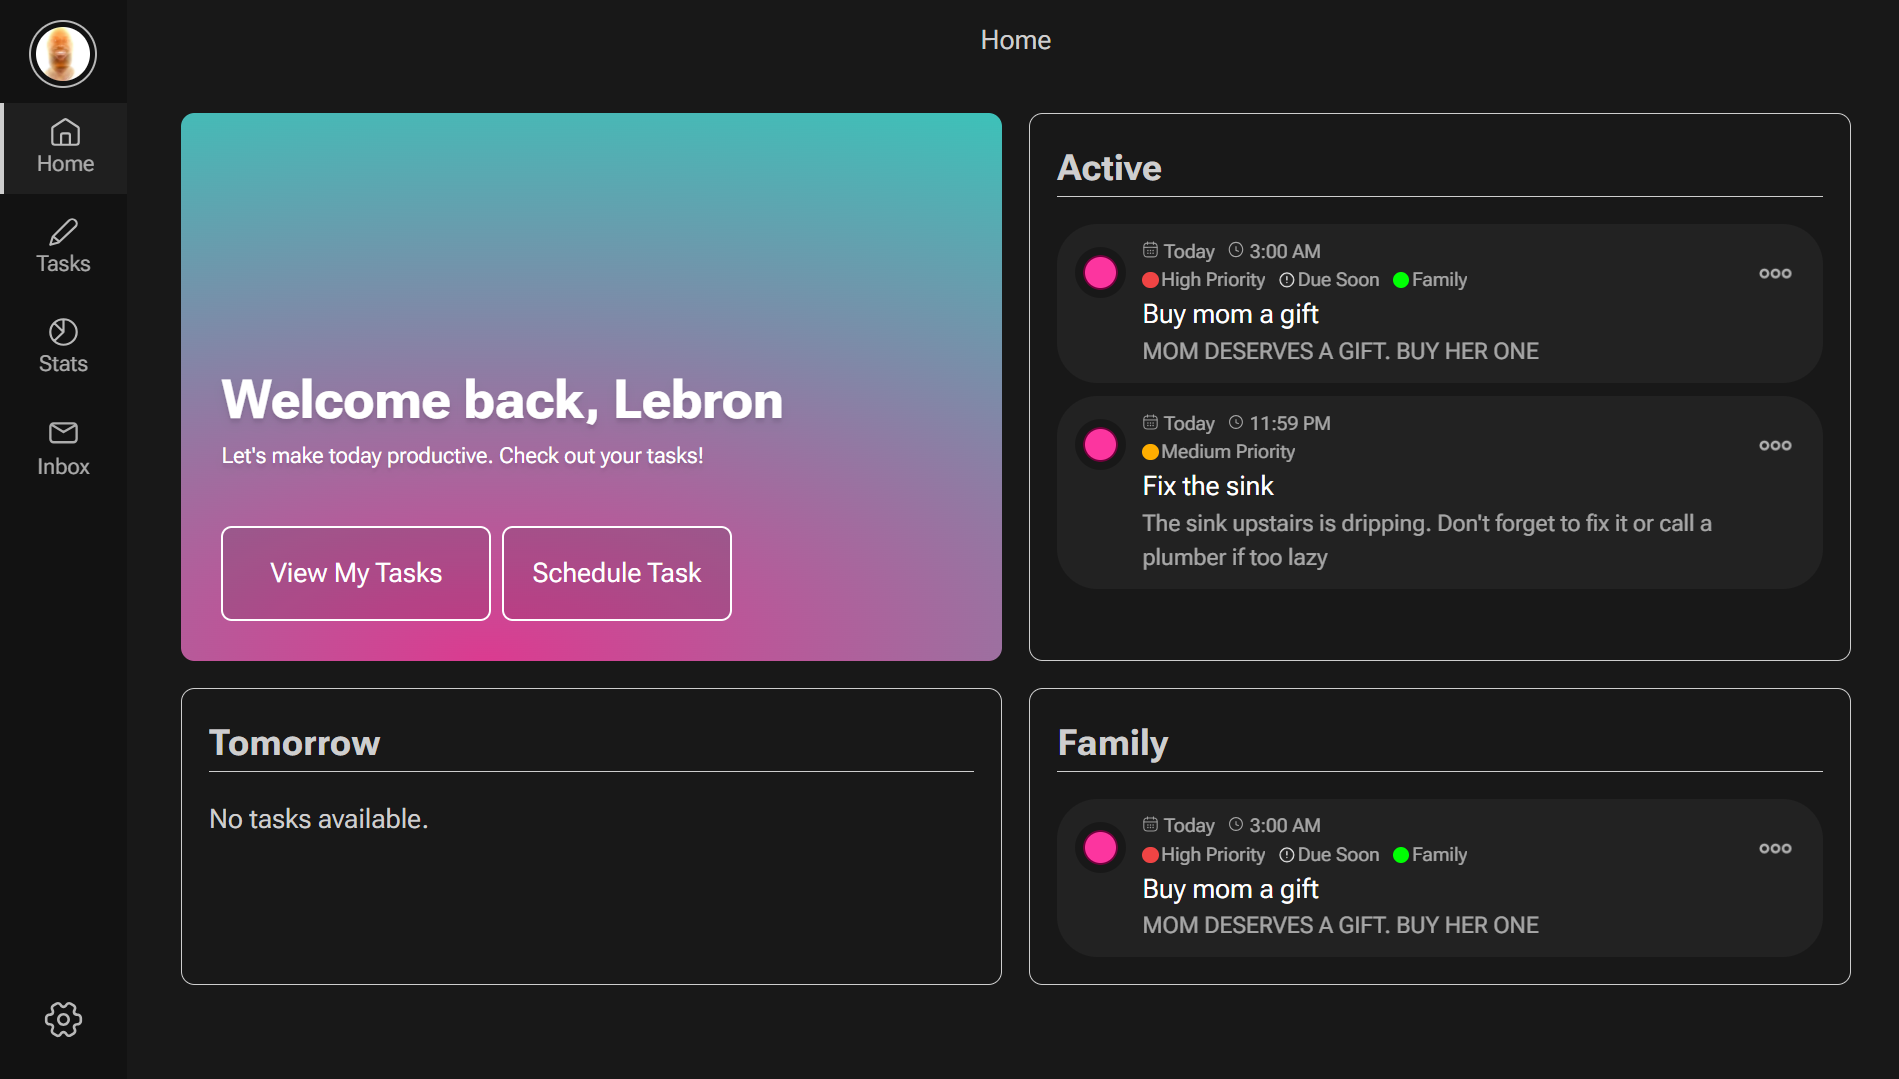 Home
Home
Tasks
Stats
Inbox
Welcome back, Lebron
Let's make today productive. Check out your tasks!
View My Tasks
Schedule Task
Active
Today 3:00 AM
High Priority Due Soon Family
Buy mom a gift
MOM DESERVES A GIFT. BUY HER ONE
Today 11:59 PM
Medium Priority
Fix the sink
The sink upstairs is dripping. Don't forget to fix it or call a
plumber if too lazy
Tomorrow
No tasks available.
Family
Today 3:00 AM
High Priority Due Soon Family
Buy mom a gift
MOM DESERVES A GIFT. BUY HER ONE